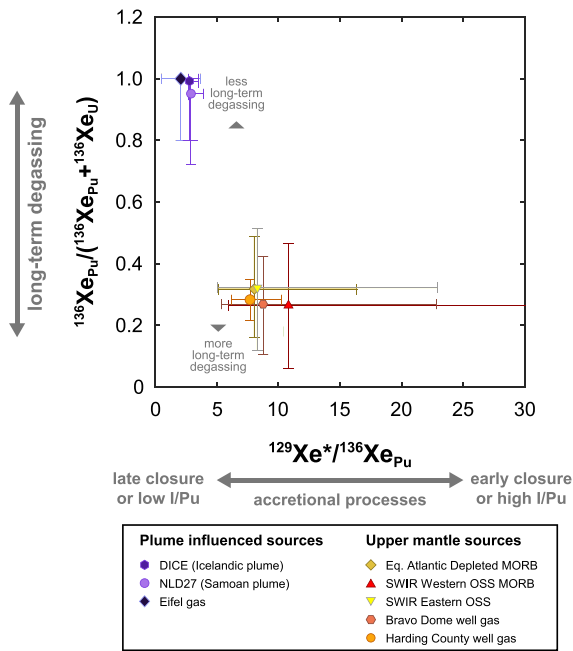 1.2
1.0
0.8
0.6
0.4
0.2
0
0
5
10
15
20
25
30
long-term degassing
¹³⁶Xe_Pu/(¹³⁶Xe_Pu+¹³⁶Xe_U)
less
long-term
degassing
more
long-term
degassing
¹²⁹Xe*/¹³⁶Xe_Pu
late closure
or low I/Pu
accretional processes
early closure
or high I/Pu
Plume influenced sources
DICE (Icelandic plume)
NLD27 (Samoan plume)
Eifel gas
Upper mantle sources
Eq. Atlantic Depleted MORB
SWIR Western OSS MORB
SWIR Eastern OSS
Bravo Dome well gas
Harding County well gas